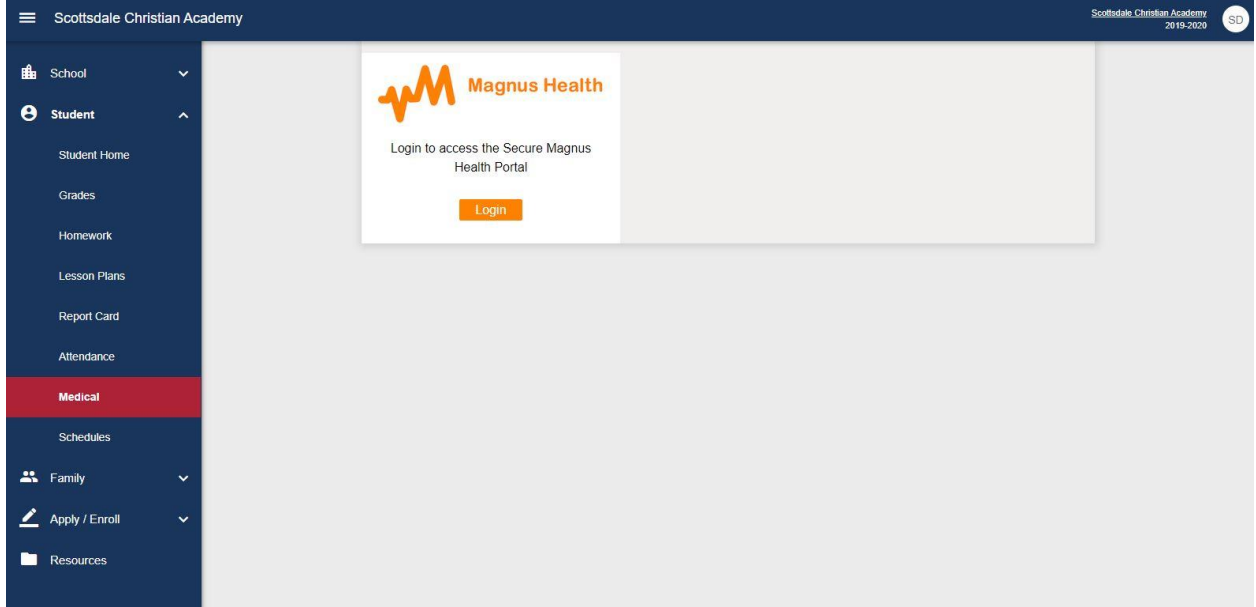 Scottsdale Christian Academy
Scottsdale Christian Academy
2019-2020
SD
School
Student
Student Home
Grades
Homework
Lesson Plans
Report Card
Attendance
Medical
Schedules
Family
Apply / Enroll
Resources
Magnus Health
Login to access the Secure Magnus
Health Portal
Login